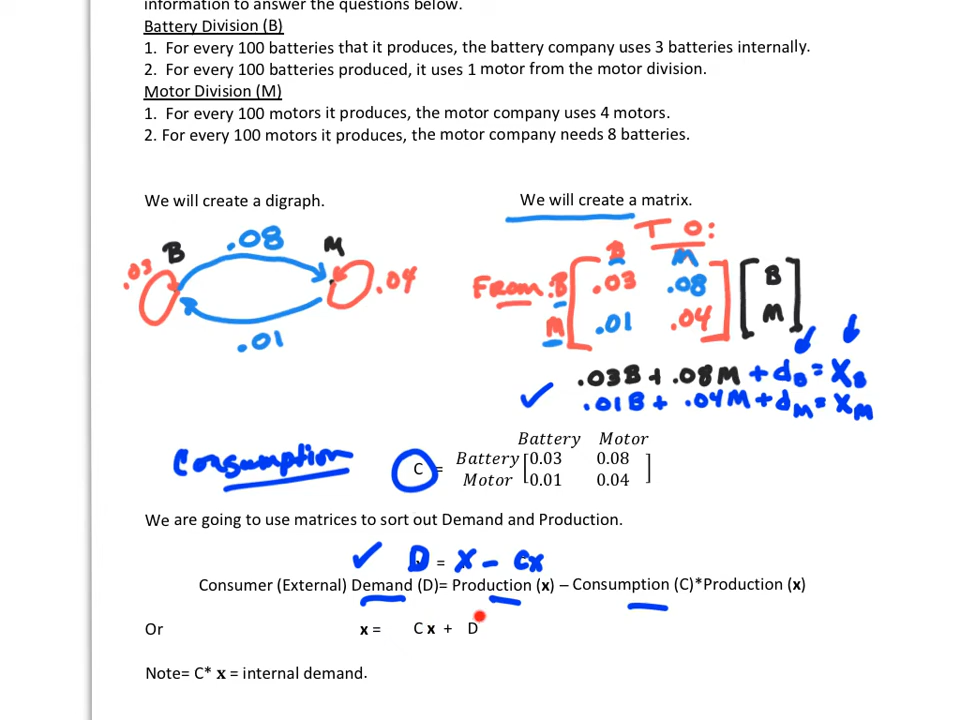 information to answer the questions below.
Battery Division (B)
1. For every 100 batteries that it produces, the battery company uses 3 batteries internally.
2. For every 100 batteries produced, it uses 1 motor from the motor division.
Motor Division (M)
1. For every 100 motors it produces, the motor company uses 4 motors.
2. For every 100 motors it produces, the motor company needs 8 batteries.
We will create a digraph.
.03 B .08 M .04
.01
We will create a matrix.
TO:
B M
From: B .03 .08 B
M .01 .04 M
.03B + .08M + dB = XB
.01B + .04M + dM = XM
Consumption
Battery Motor
C = Battery [0.03 0.08]
Motor [0.01 0.04]
We are going to use matrices to sort out Demand and Production.
D = X - CX
Consumer (External) Demand (D)= Production (x) – Consumption (C)*Production (x)
Or x = C x + D
Note= C* x = internal demand.